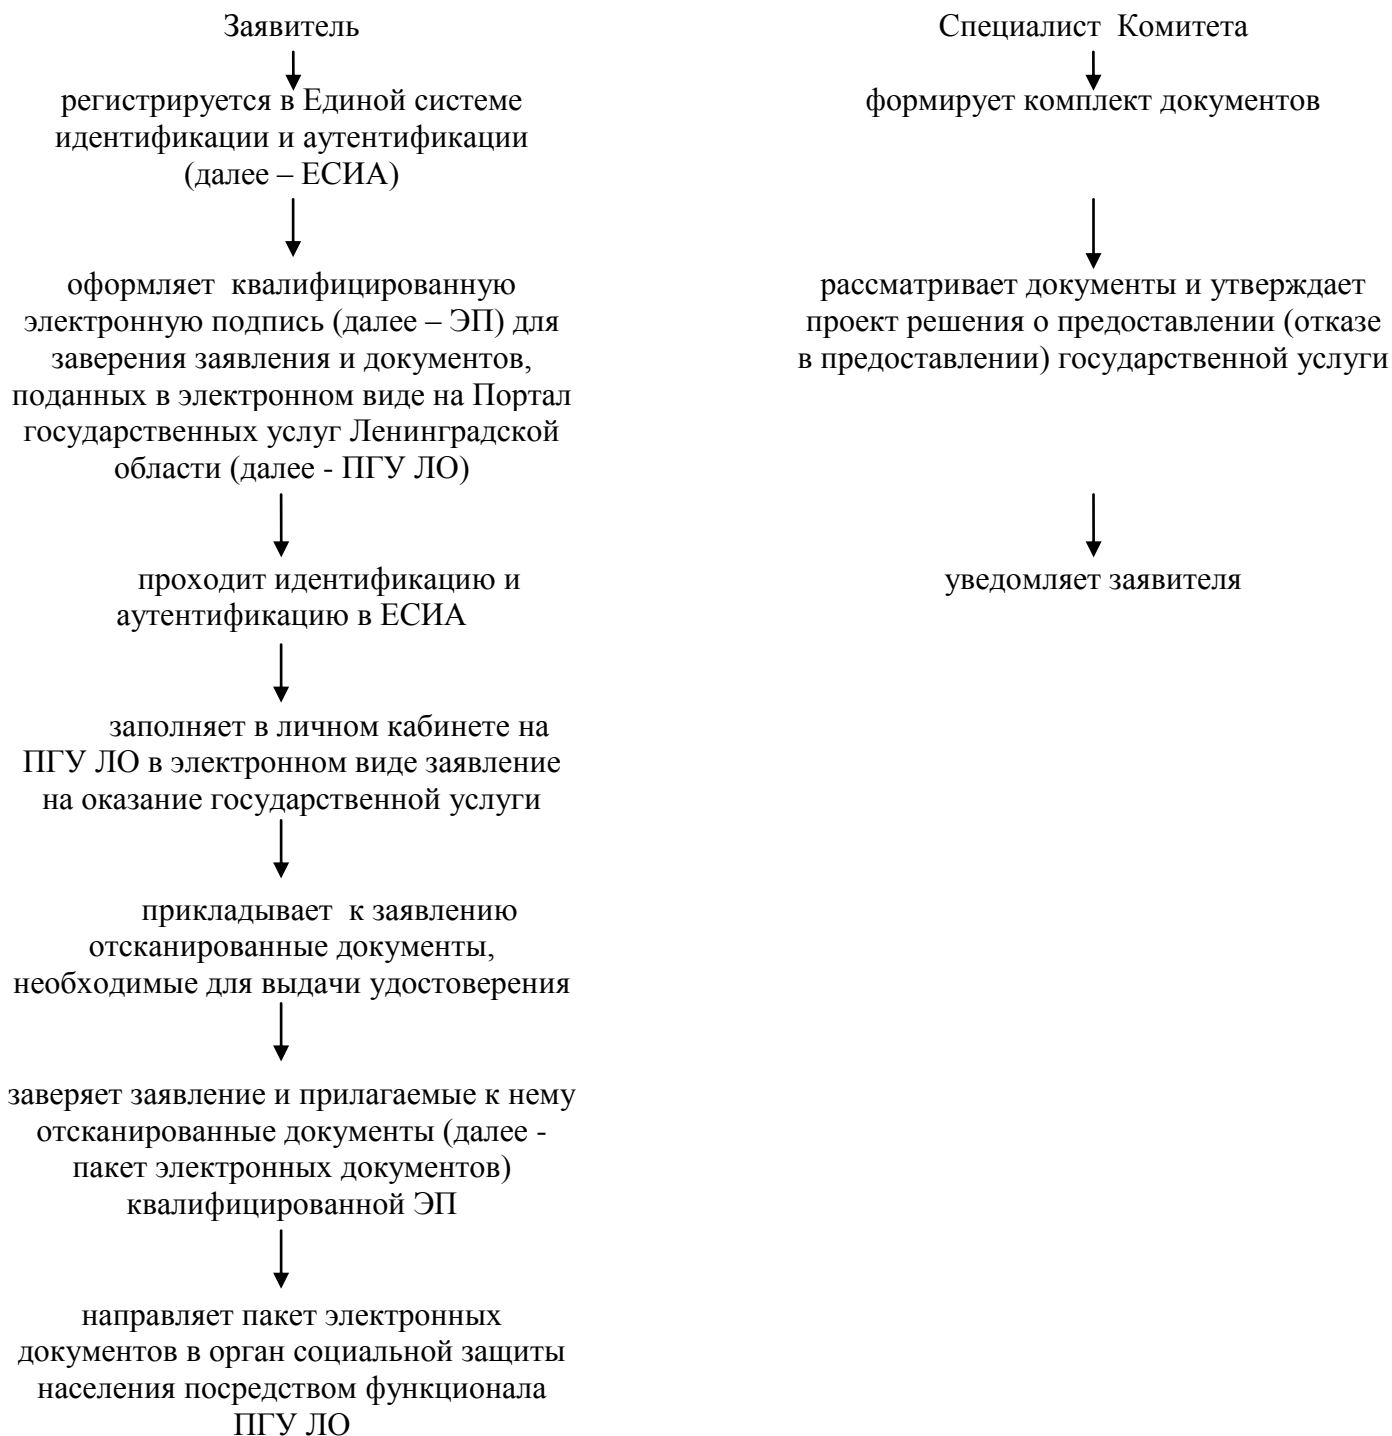 Заявитель
регистрируется в Единой системе
идентификации и аутентификации
(далее – ЕСИА)
оформляет квалифицированную
электронную подпись (далее – ЭП) для
заверения заявления и документов,
поданных в электронном виде на Портал
государственных услуг Ленинградской
области (далее - ПГУ ЛО)
проходит идентификацию и
аутентификацию в ЕСИА
заполняет в личном кабинете на
ПГУ ЛО в электронном виде заявление
на оказание государственной услуги
прикладывает к заявлению
отсканированные документы,
необходимые для выдачи удостоверения
заверяет заявление и прилагаемые к нему
отсканированные документы (далее -
пакет электронных документов)
квалифицированной ЭП
направляет пакет электронных
документов в орган социальной защиты
населения посредством функционала
ПГУ ЛО
Специалист Комитета
формирует комплект документов
рассматривает документы и утверждает
проект решения о предоставлении (отказе
в предоставлении) государственной услуги
уведомляет заявителя